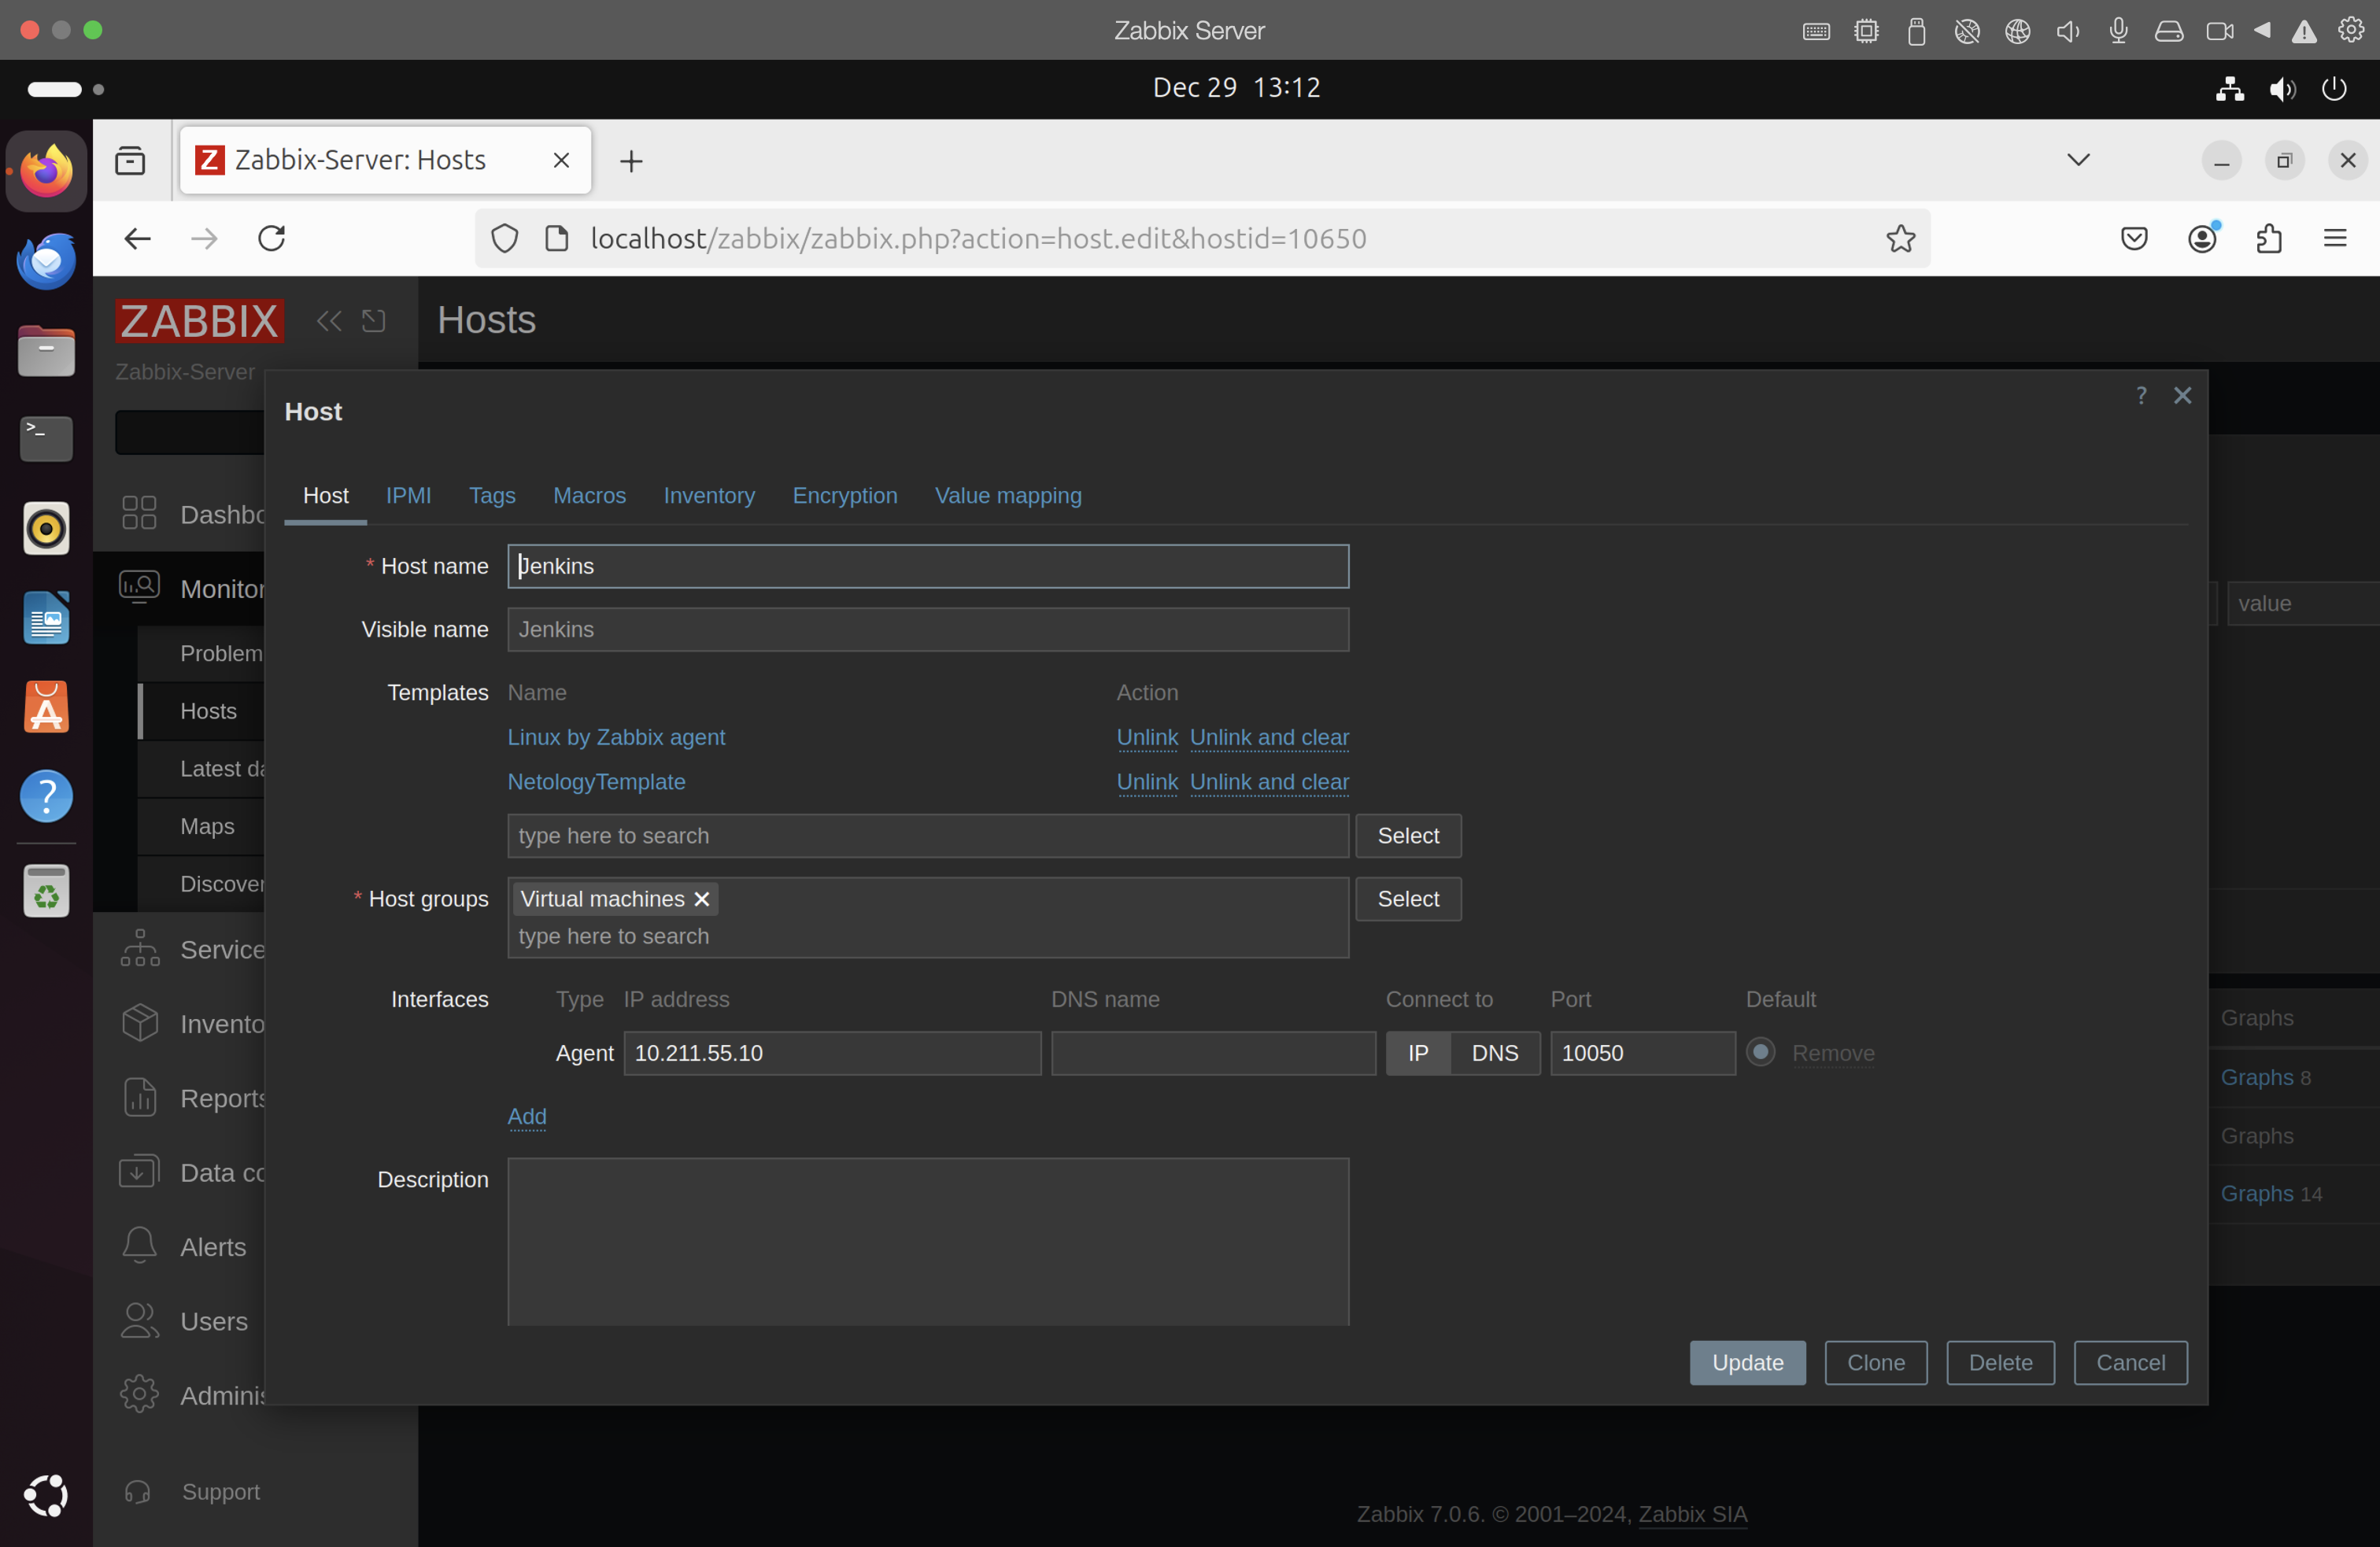 Zabbix Server
Dec 29 13:12
Z Zabbix-Server: Hosts
localhost/zabbix/zabbix.php?action=host.edit&hostid=10650
ZABBIX
Hosts
Zabbix-Server
Host
?
Host IPMI Tags Macros Inventory Encryption Value mapping
Dashbo
* Host name Jenkins
Monitor
value
Visible name Jenkins
Problem
Templates Name Action
Hosts
Linux by Zabbix agent Unlink Unlink and clear
Latest da
NetologyTemplate Unlink Unlink and clear
Maps
type here to search Select
Discover
* Host groups Virtual machines Select
type here to search
Service
Interfaces Type IP address DNS name Connect to Port Default
Invento
Graphs
Agent 10.211.55.10 IP DNS 10050 Remove
Graphs 8
Reports
Add
Graphs
Data co
Description
Graphs 14
Alerts
Users
Update Clone Delete Cancel
Adminis
Support
Zabbix 7.0.6. © 2001–2024, Zabbix SIA